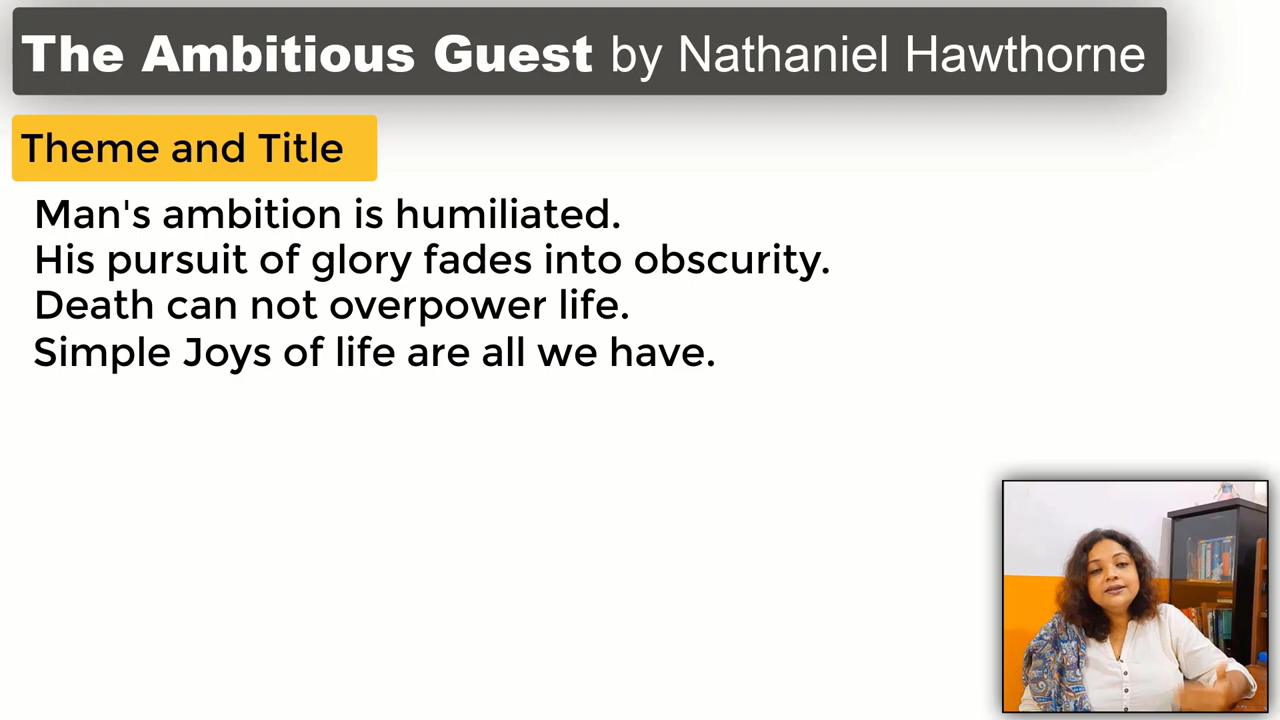 The Ambitious Guest by Nathaniel Hawthorne
Theme and Title
Man's ambition is humiliated.
His pursuit of glory fades into obscurity.
Death can not overpower life.
Simple Joys of life are all we have.